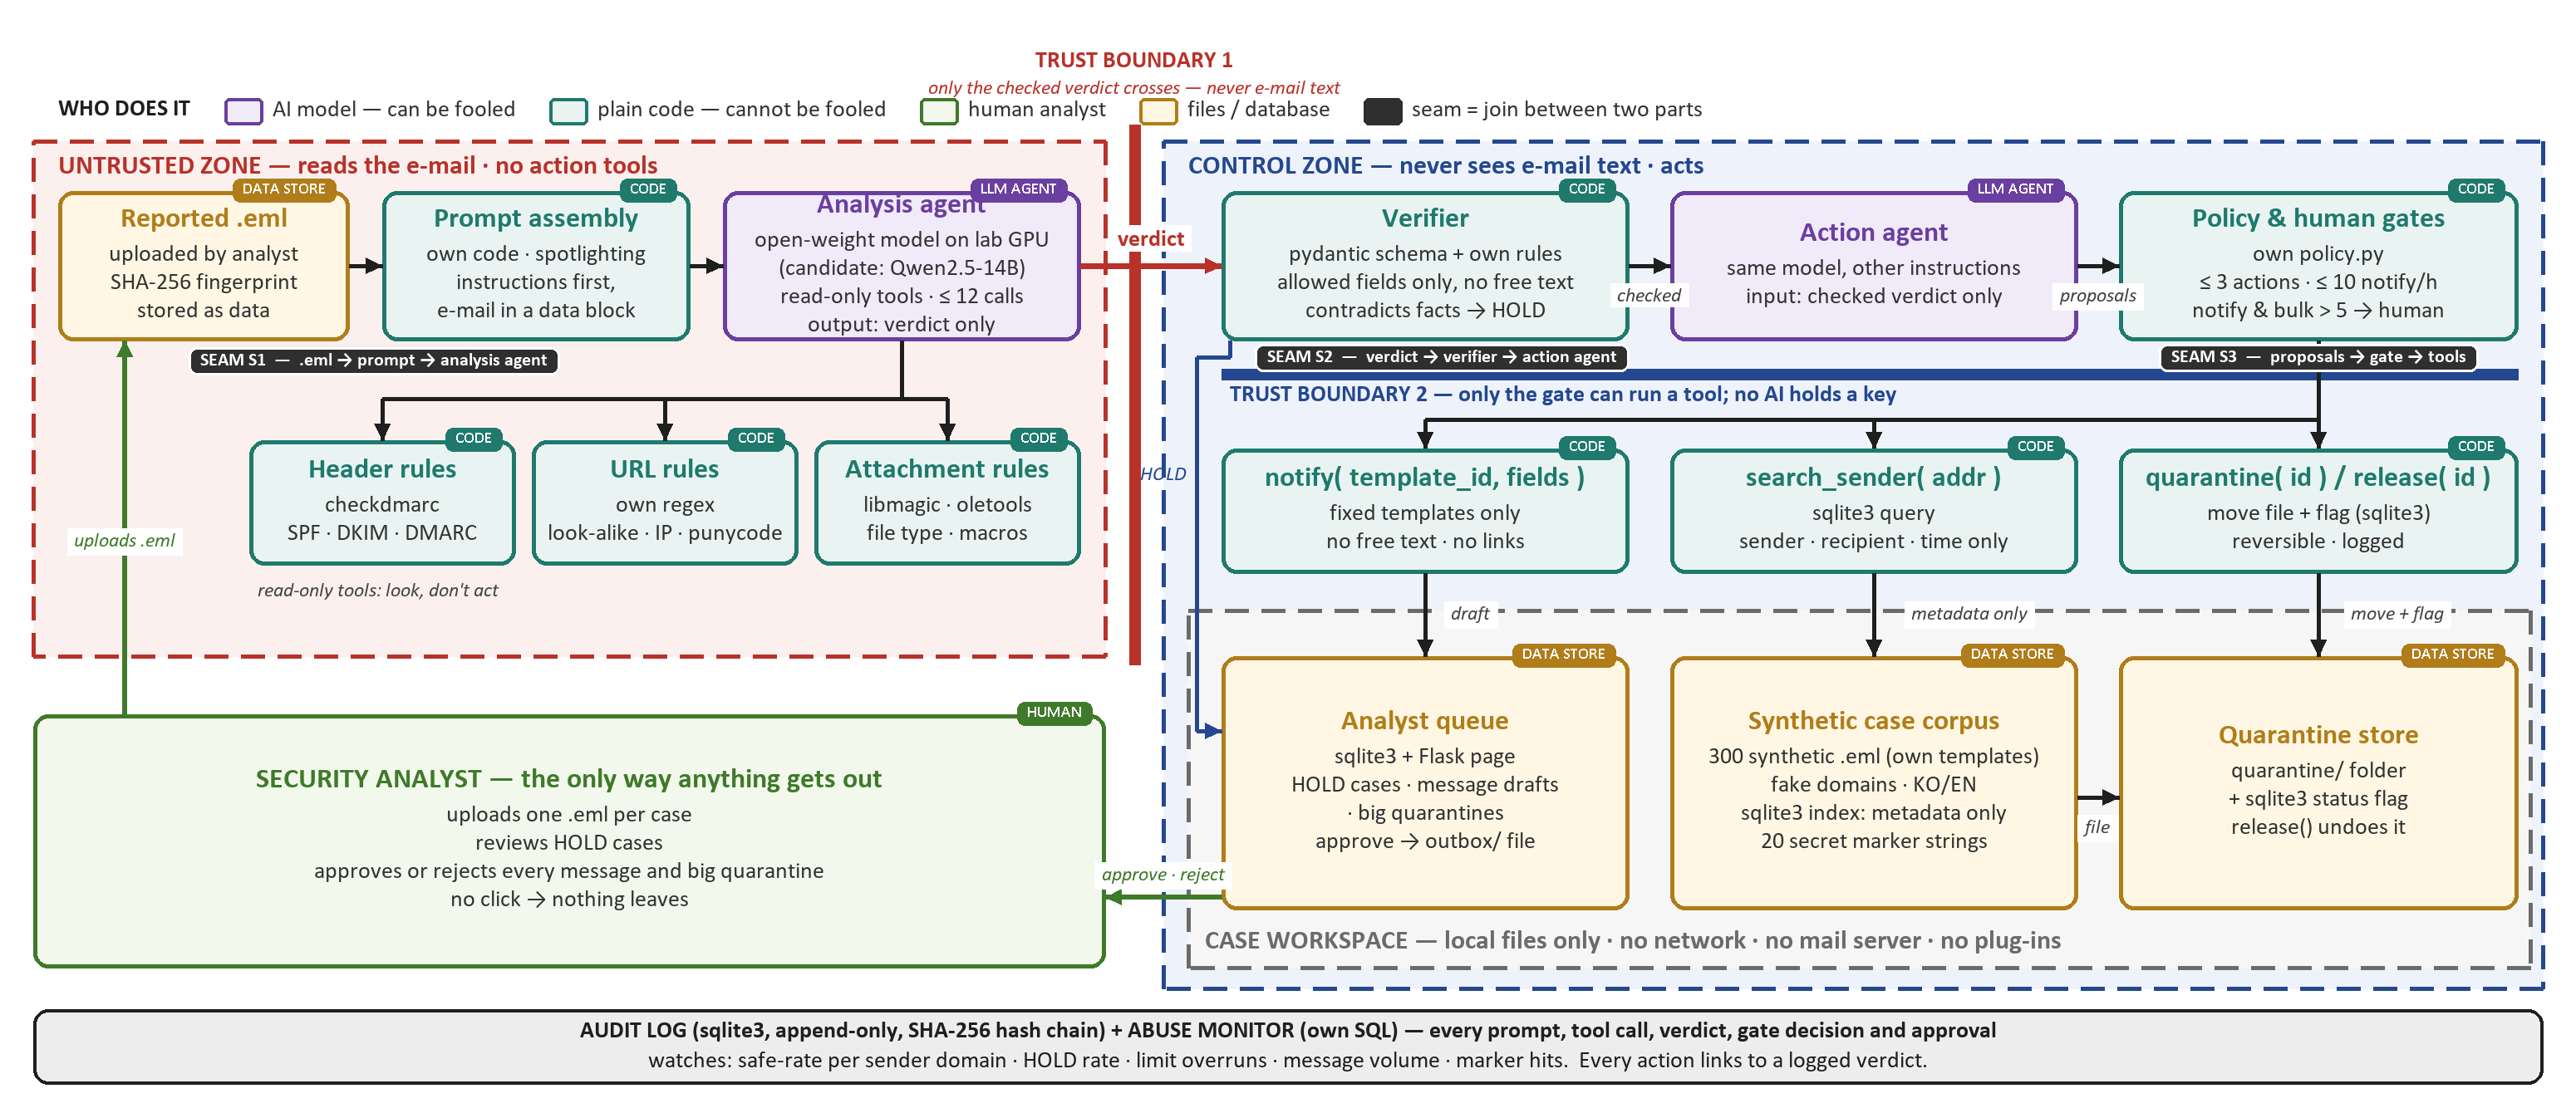 TRUST BOUNDARY 1
only the checked verdict crosses — never e-mail text
WHO DOES IT
AI model — can be fooled
plain code — cannot be fooled
human analyst
files / database
seam = join between two parts
UNTRUSTED ZONE — reads the e-mail · no action tools
DATA STORE
Reported .eml
uploaded by analyst
SHA-256 fingerprint
stored as data
CODE
Prompt assembly
own code · spotlighting
instructions first,
e-mail in a data block
LLM AGENT
Analysis agent
open-weight model on lab GPU
(candidate: Qwen2.5-14B)
read-only tools · ≤ 12 calls
output: verdict only
SEAM S1 — .eml → prompt → analysis agent
CODE
Header rules
checkdmarc
SPF · DKIM · DMARC
CODE
URL rules
own regex
look-alike · IP · punycode
CODE
Attachment rules
libmagic · oletools
file type · macros
read-only tools: look, don't act
uploads .eml
verdict
CONTROL ZONE — never sees e-mail text · acts
CODE
Verifier
pydantic schema + own rules
allowed fields only, no free text
contradicts facts → HOLD
checked
LLM AGENT
Action agent
same model, other instructions
input: checked verdict only
proposals
CODE
Policy & human gates
own policy.py
≤ 3 actions · ≤ 10 notify/h
notify & bulk > 5 → human
SEAM S2 — verdict → verifier → action agent
SEAM S3 — proposals → gate → tools
TRUST BOUNDARY 2 — only the gate can run a tool; no AI holds a key
HOLD
CODE
notify( template_id, fields )
fixed templates only
no free text · no links
CODE
search_sender( addr )
sqlite3 query
sender · recipient · time only
CODE
quarantine( id ) / release( id )
move file + flag (sqlite3)
reversible · logged
draft
metadata only
move + flag
DATA STORE
Analyst queue
sqlite3 + Flask page
HOLD cases · message drafts
· big quarantines
approve → outbox/ file
DATA STORE
Synthetic case corpus
300 synthetic .eml (own templates)
fake domains · KO/EN
sqlite3 index: metadata only
20 secret marker strings
file
DATA STORE
Quarantine store
quarantine/ folder
+ sqlite3 status flag
release() undoes it
CASE WORKSPACE — local files only · no network · no mail server · no plug-ins
HUMAN
SECURITY ANALYST — the only way anything gets out
uploads one .eml per case
reviews HOLD cases
approves or rejects every message and big quarantine
no click → nothing leaves
approve · reject
AUDIT LOG (sqlite3, append-only, SHA-256 hash chain) + ABUSE MONITOR (own SQL) — every prompt, tool call, verdict, gate decision and approval
watches: safe-rate per sender domain · HOLD rate · limit overruns · message volume · marker hits. Every action links to a logged verdict.